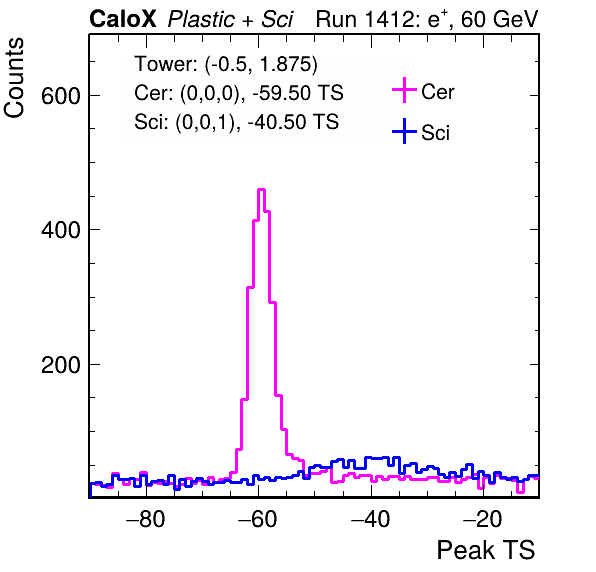 CaloX Plastic + Sci Run 1412: e⁺, 60 GeV
Tower: (-0.5, 1.875)
Cer: (0,0,0), -59.50 TS
Sci: (0,0,1), -40.50 TS
Cer
Sci
Counts
600
400
200
−80 −60 −40 −20
Peak TS